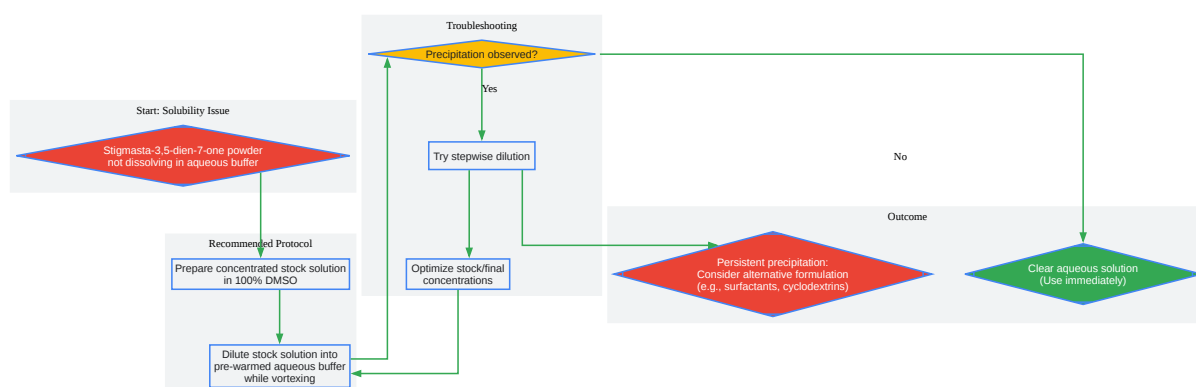 Troubleshooting
Precipitation observed?
Yes
Start: Solubility Issue
Stigmasta-3,5-dien-7-one powder
not dissolving in aqueous buffer
Try stepwise dilution
No
Recommended Protocol
Prepare concentrated stock solution
in 100% DMSO
Optimize stock/final
concentrations
Outcome
Persistent precipitation:
Consider alternative formulation
(e.g., surfactants, cyclodextrins)
Clear aqueous solution
(Use immediately)
Dilute stock solution into
pre-warmed aqueous buffer
while vortexing